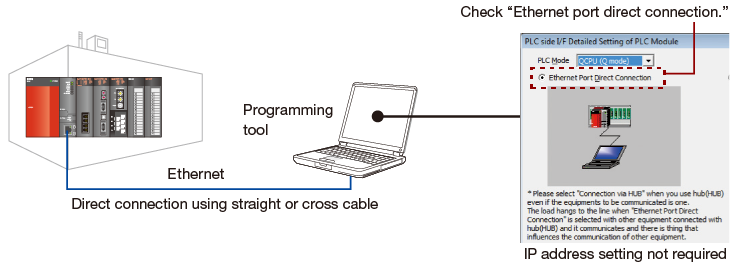 Check “Ethernet port direct connection.”
PLC side I/F Detailed Setting of PLC Module
PLC Mode
QCPU (Q mode)
Ethernet Port Direct Connection
Programming
tool
Ethernet
Direct connection using straight or cross cable
* Please select "Connection via HUB" when you use hub(HUB)
even if the equipments to be communicated is one.
The load hangs to the line when "Ethernet Port Direct
Connection" is selected with other equipment connected with
hub(HUB) and it communicates and there is thing that
influences the communication of other equipment.
IP address setting not required